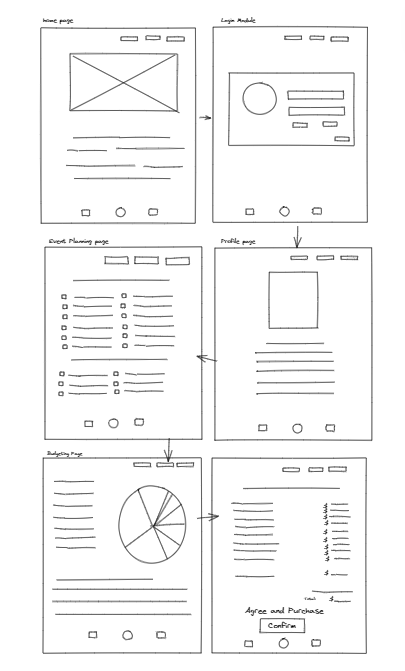 home page
Login Module
Event Planning page
Profile page
Budgeting Page
$
$
$
$
$
$
$
$
$
Total: $
Agree and Purchase
Confirm